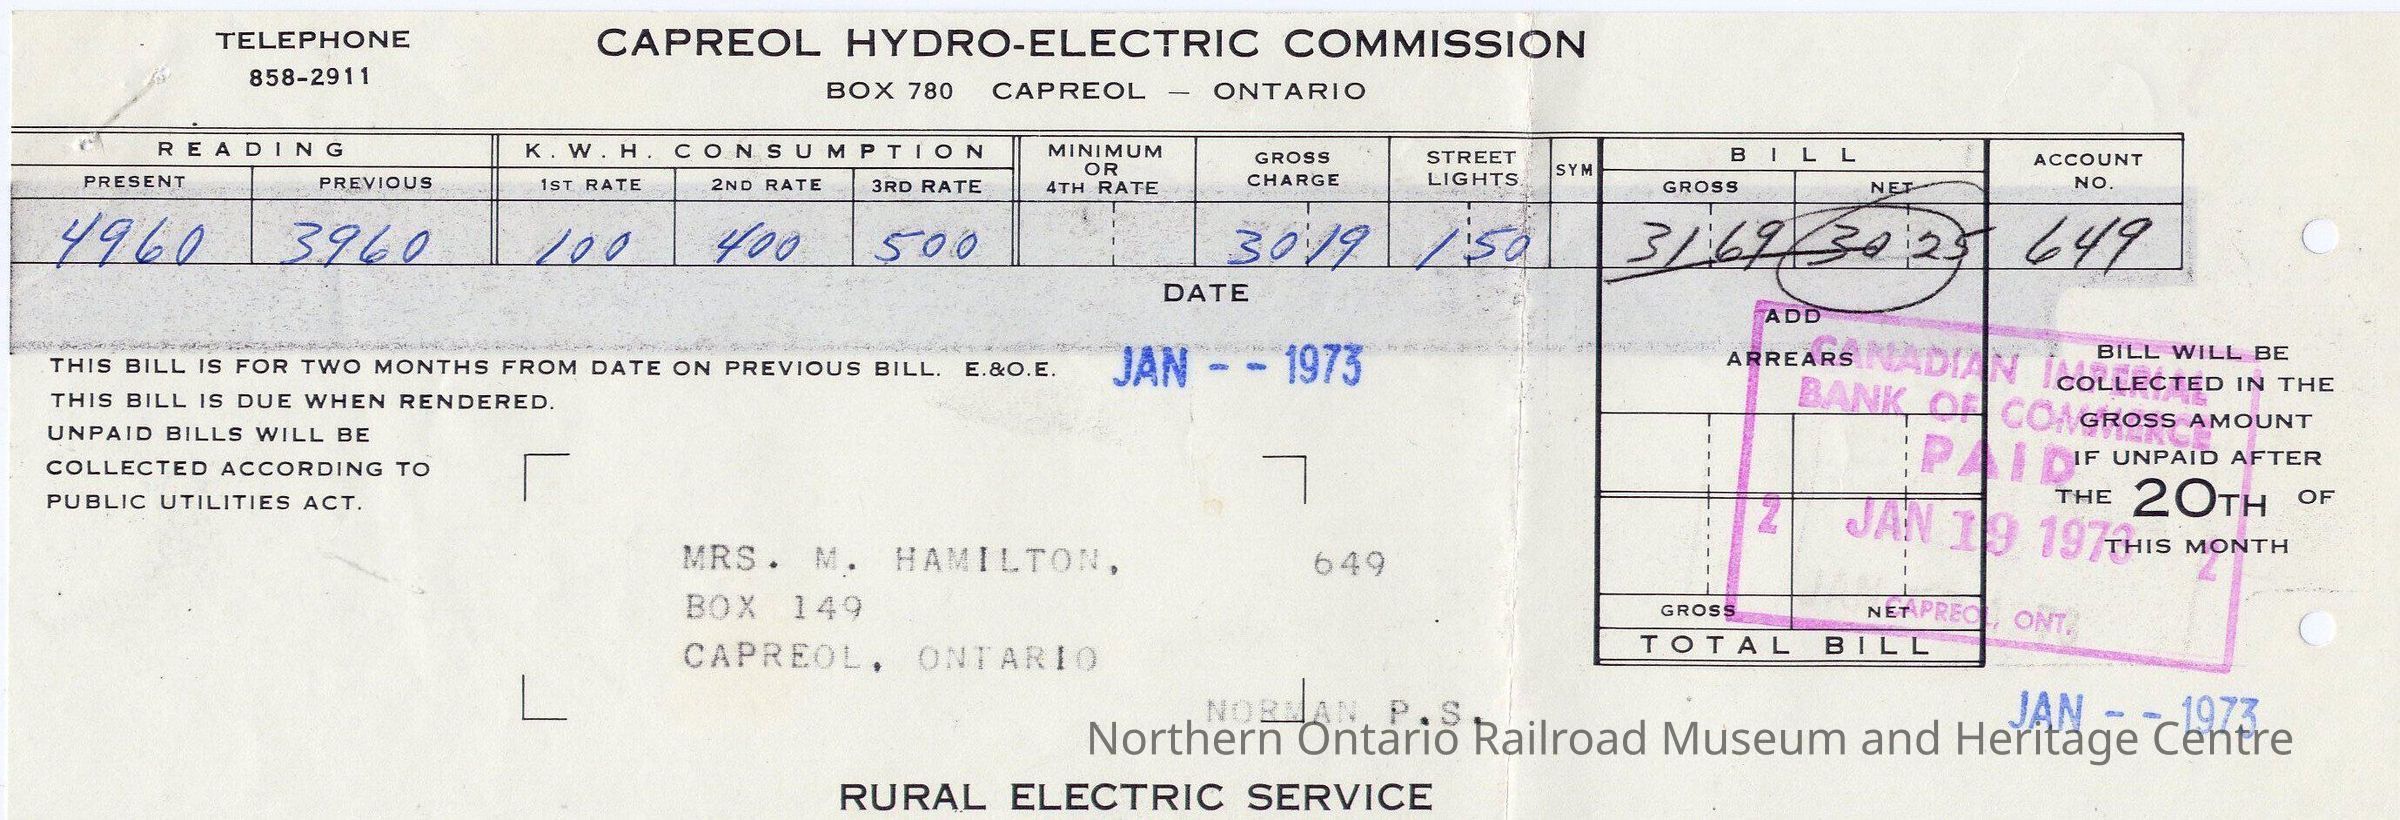 TELEPHONE
858-2911
CAPREOL HYDRO-ELECTRIC COMMISSION
BOX 780 CAPREOL — ONTARIO
READING
PRESENT PREVIOUS
4960 3960
K.W.H. CONSUMPTION
1ST RATE 2ND RATE 3RD RATE
100 400 500
MINIMUM
OR
4TH RATE
GROSS
CHARGE
30 19
STREET
LIGHTS
1 50
SYM
BILL
GROSS NET
31 69 30 25
ACCOUNT
NO.
649
DATE
JAN - - 1973
THIS BILL IS FOR TWO MONTHS FROM DATE ON PREVIOUS BILL. E.&O.E.
THIS BILL IS DUE WHEN RENDERED.
UNPAID BILLS WILL BE
COLLECTED ACCORDING TO
PUBLIC UTILITIES ACT.
MRS. M. HAMILTON, 649
BOX 149
CAPREOL, ONTARIO
NORMAN P.S.
ADD
ARREARS
GROSS NET
TOTAL BILL
CANADIAN IMPERIAL
BANK OF COMMERCE
PAID
2 JAN 19 1973 2
CAPREOL, ONT.
BILL WILL BE
COLLECTED IN THE
GROSS AMOUNT
IF UNPAID AFTER
THE 20TH OF
THIS MONTH
JAN - - 1973
Northern Ontario Railroad Museum and Heritage Centre
RURAL ELECTRIC SERVICE